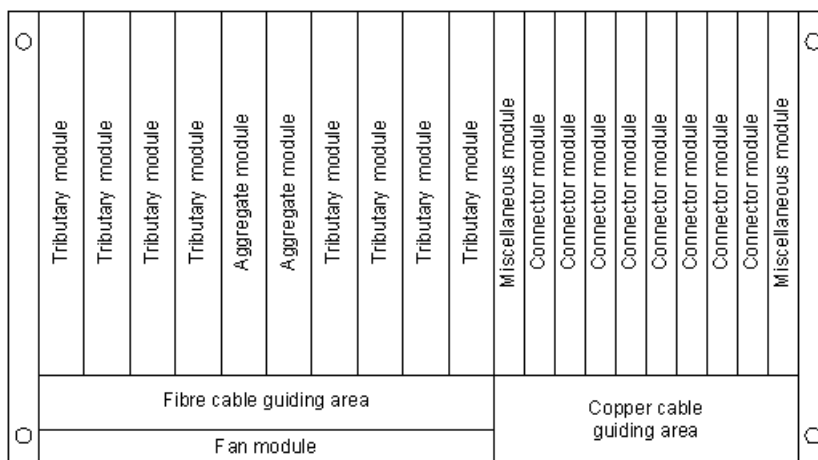 Tributary module
Tributary module
Tributary module
Tributary module
Aggregate module
Aggregate module
Tributary module
Tributary module
Tributary module
Tributary module
Miscellaneous module
Connector module
Connector module
Connector module
Connector module
Connector module
Connector module
Connector module
Connector module
Miscellaneous module
Fibre cable guiding area
Fan module
Copper cable
guiding area